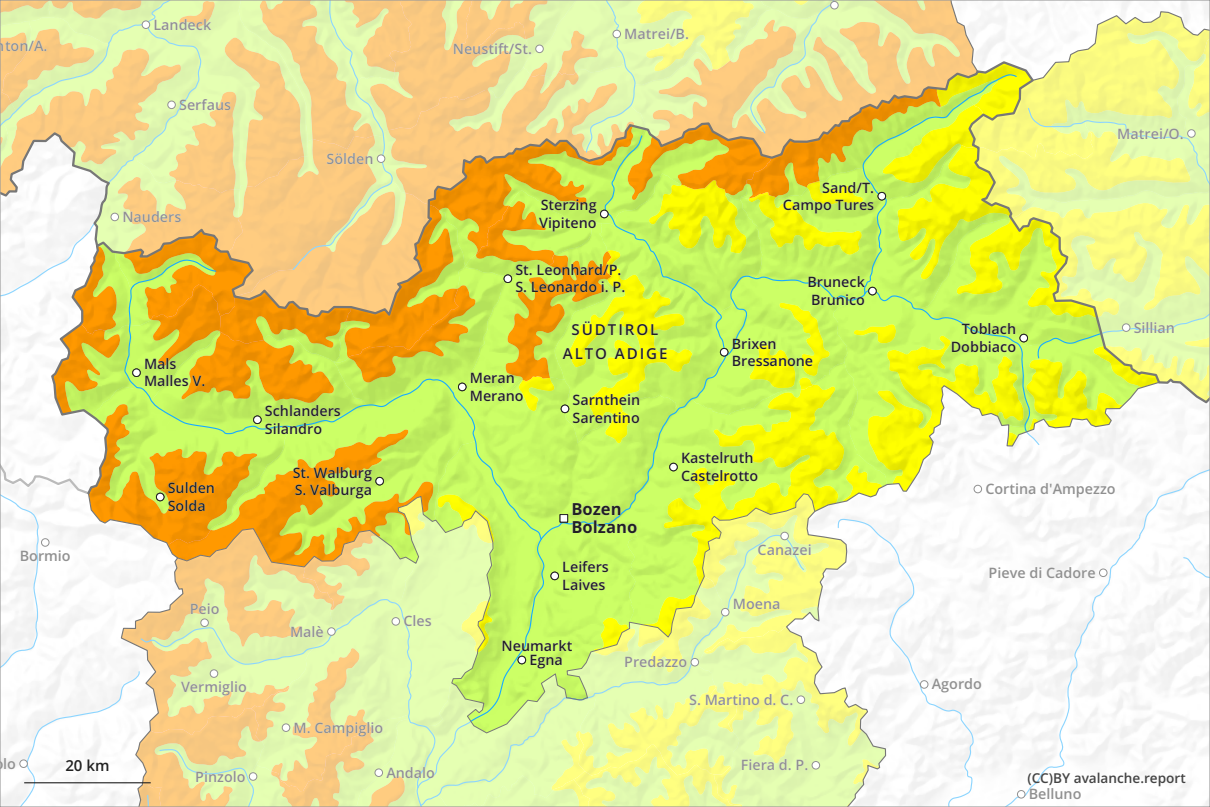 Landeck
Matrei/B.
nton/A.
Neustift/St.
Serfaus
Matrei/O.
Sölden
Sand/T.
Campo Tures
Sterzing
Vipiteno
Nauders
St. Leonhard/P.
S. Leonardo i. P.
Bruneck
Brunico
SÜDTIROL
ALTO ADIGE
Toblach
Dobbiaco
Sillian
Brixen
Bressanone
Mals
Malles V.
Meran
Merano
Schlanders
Silandro
Sarnthein
Sarentino
Kastelruth
Castelrotto
St. Walburg
S. Valburga
Sulden
Solda
Cortina d'Ampezzo
Bozen
Bolzano
Bormio
Canazei
Leifers
Laives
Pieve di Cadore
Peio
Moena
Malè
Cles
Neumarkt
Egna
Predazzo
Vermiglio
Agordo
S. Martino d. C.
M. Campiglio
20 km
Fiera d. P.
Pinzolo
Andalo
(CC)BY avalanche.report
Belluno